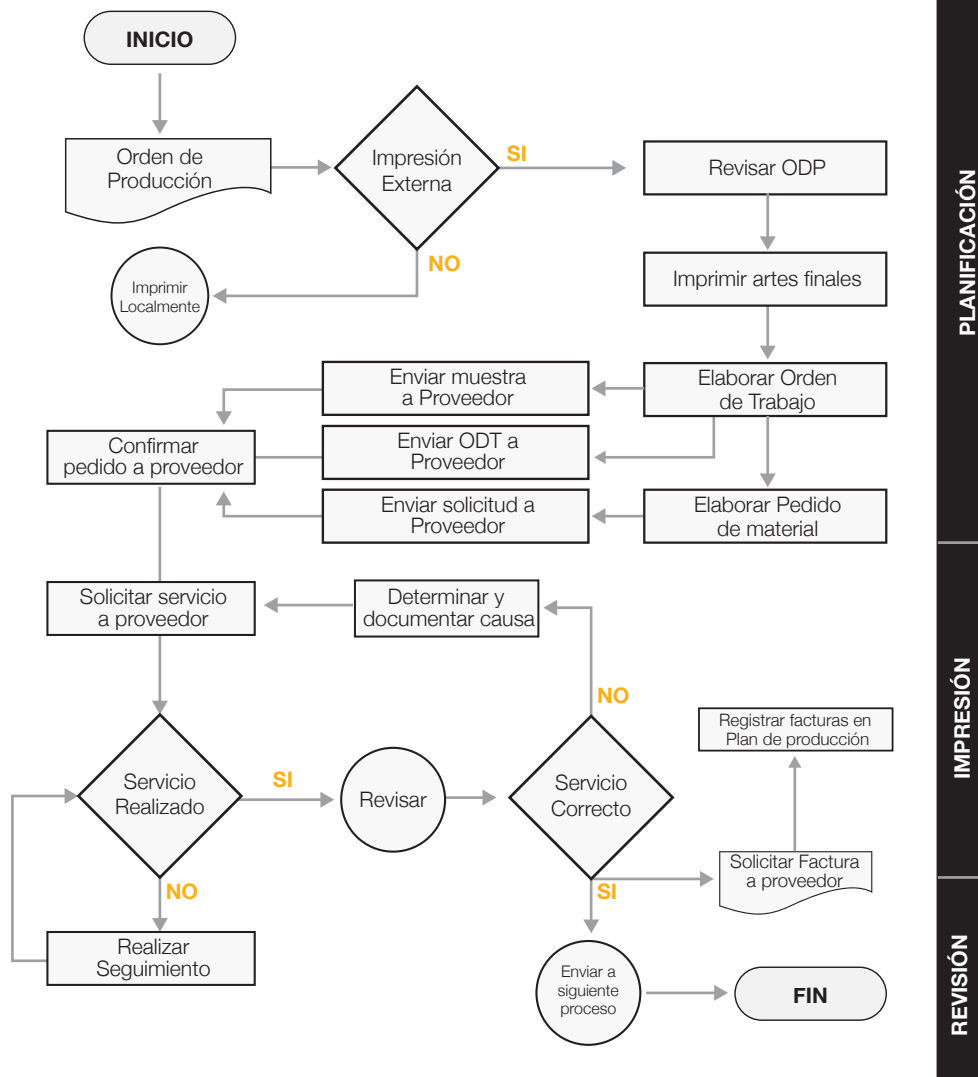 INICIO
Orden de
Producción
Impresión
Externa
SI
NO
Imprimir
Localmente
Revisar ODP
Imprimir artes finales
Elaborar Orden
de Trabajo
Enviar muestra
a Proveedor
Enviar ODT a
Proveedor
Confirmar
pedido a proveedor
Enviar solicitud a
Proveedor
Elaborar Pedido
de material
PLANIFICACIÓN
Solicitar servicio
a proveedor
Determinar y
documentar causa
NO
Servicio
Realizado
SI
NO
Revisar
Servicio
Correcto
SI
Registrar facturas en
Plan de producción
Solicitar Factura
a proveedor
IMPRESIÓN
Realizar
Seguimiento
Enviar a
siguiente
proceso
FIN
REVISIÓN